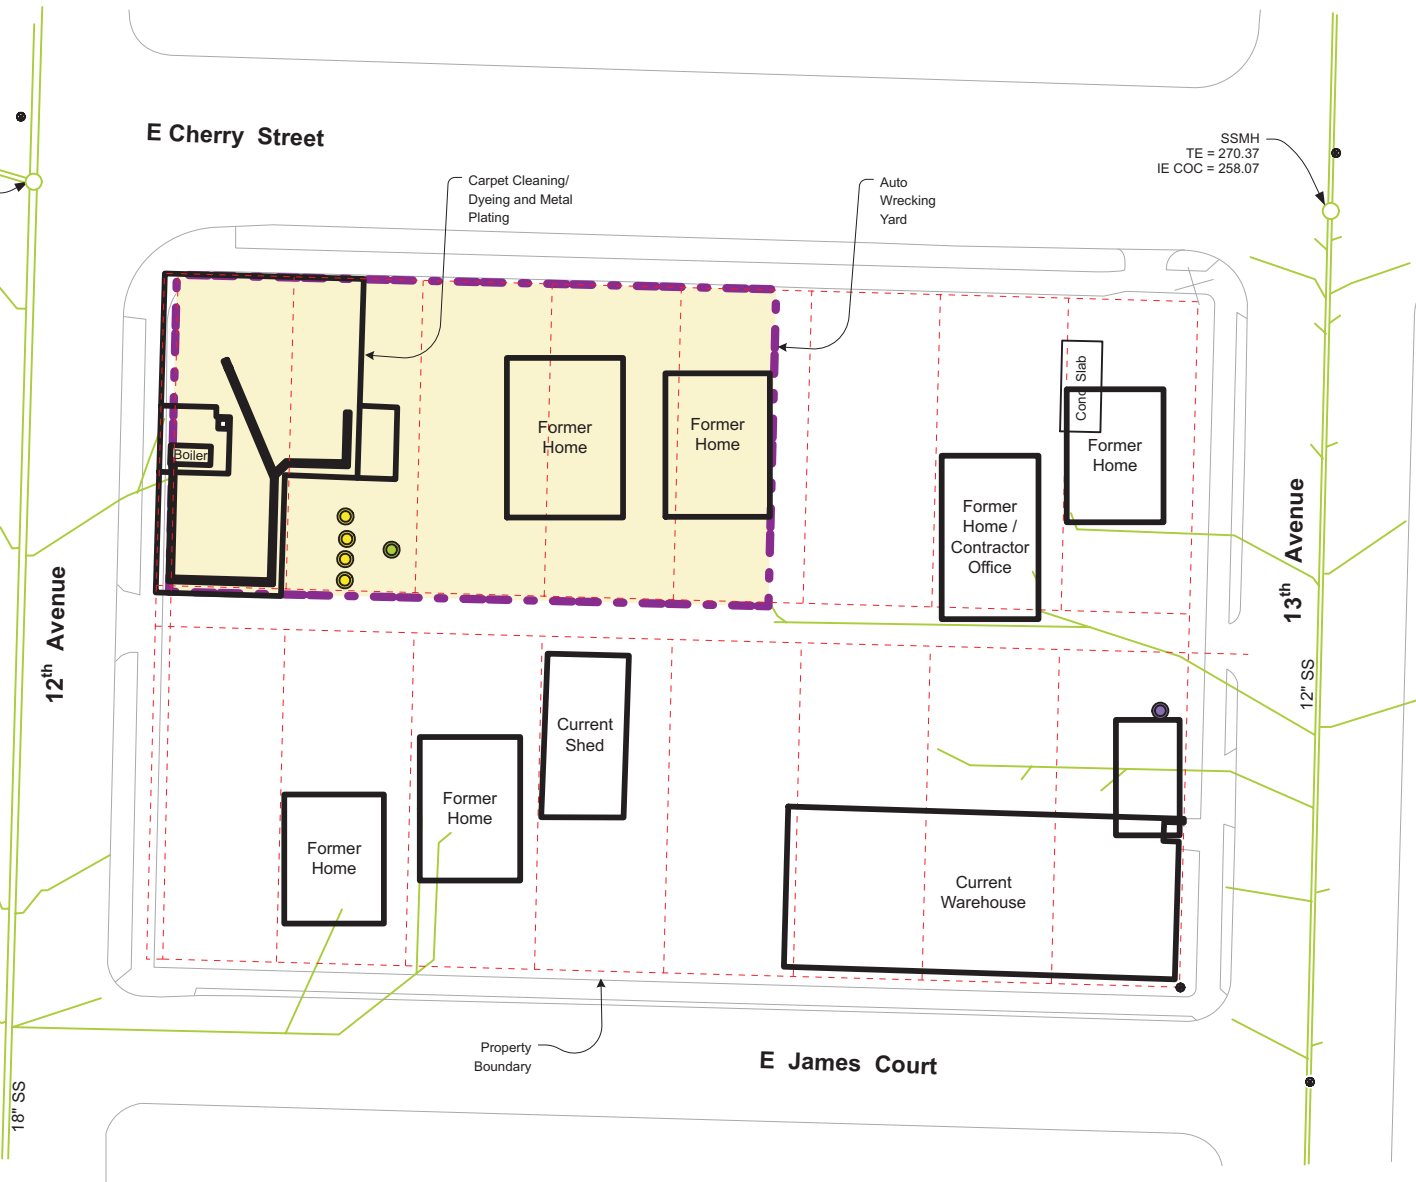 E Cherry Street
SSMH
TE = 270.37
IE COC = 258.07
Carpet Cleaning/
Dyeing and Metal
Plating
Auto
Wrecking
Yard
Conc Slab
Former
Home
Former
Home
Former
Home
Boiler
Former
Home /
Contractor
Office
12th Avenue
13th Avenue
12" SS
Current
Shed
Former
Home
Former
Home
Current
Warehouse
Property
Boundary
E James Court
18" SS